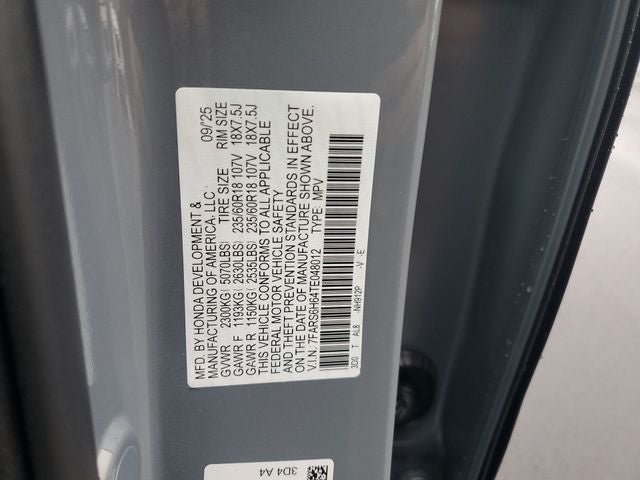 MFD. BY HONDA DEVELOPMENT &
MANUFACTURING OF AMERICA, LLC 09/'25
GVWR 2300KG (5070LBS) TIRE SIZE RIM SIZE
GAWR F 1193KG (2630LBS) 235/60R18 107V 18X7.5J
GAWR R 1150KG (2535LBS) 235/60R18 107V 18X7.5J
THIS VEHICLE CONFORMS TO ALL APPLICABLE
FEDERAL MOTOR VEHICLE SAFETY
AND THEFT PREVENTION STANDARDS IN EFFECT
ON THE DATE OF MANUFACTURE SHOWN ABOVE.
V.I.N.: 7FARS6H64TE048012 TYPE: MPV
3D0 T AL8 -NH912P -V -E
3D4 A4